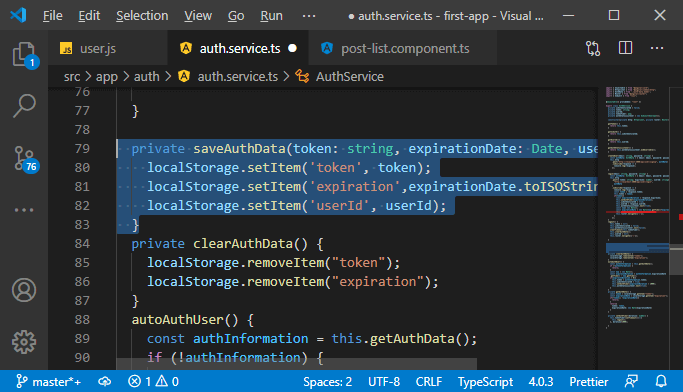 File Edit Selection View Go Run ··· ● auth.service.ts - first-app - Visual ...
JS user.js auth.service.ts ● post-list.component.ts ···
src > app > auth > auth.service.ts > AuthService
1
76
76
77 }
78
79 private saveAuthData(token: string, expirationDate: Date, use
80 localStorage.setItem('token', token);
81 localStorage.setItem('expiration',expirationDate.toISOStrin
82 localStorage.setItem('userId', userId);
83 }
84 private clearAuthData() {
85 localStorage.removeItem("token");
86 localStorage.removeItem("expiration");
87 }
88 autoAuthUser() {
89 const authInformation = this.getAuthData();
90 if (!authInformation) {
master*+ 1 0 Spaces: 2 UTF-8 CRLF TypeScript 4.0.3 Prettier